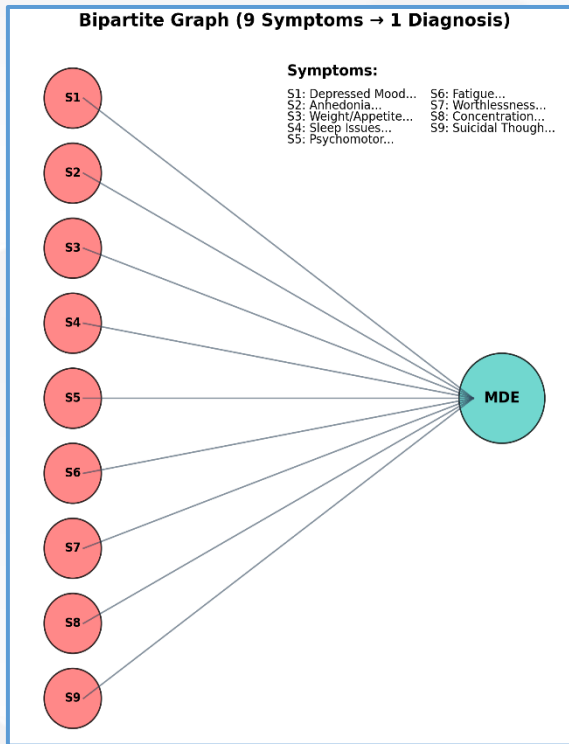 Bipartite Graph (9 Symptoms → 1 Diagnosis)
Symptoms:
S1: Depressed Mood...
S2: Anhedonia...
S3: Weight/Appetite...
S4: Sleep Issues...
S5: Psychomotor...
S6: Fatigue...
S7: Worthlessness...
S8: Concentration...
S9: Suicidal Though...
S1
S2
S3
S4
S5
MDE
S6
S7
S8
S9